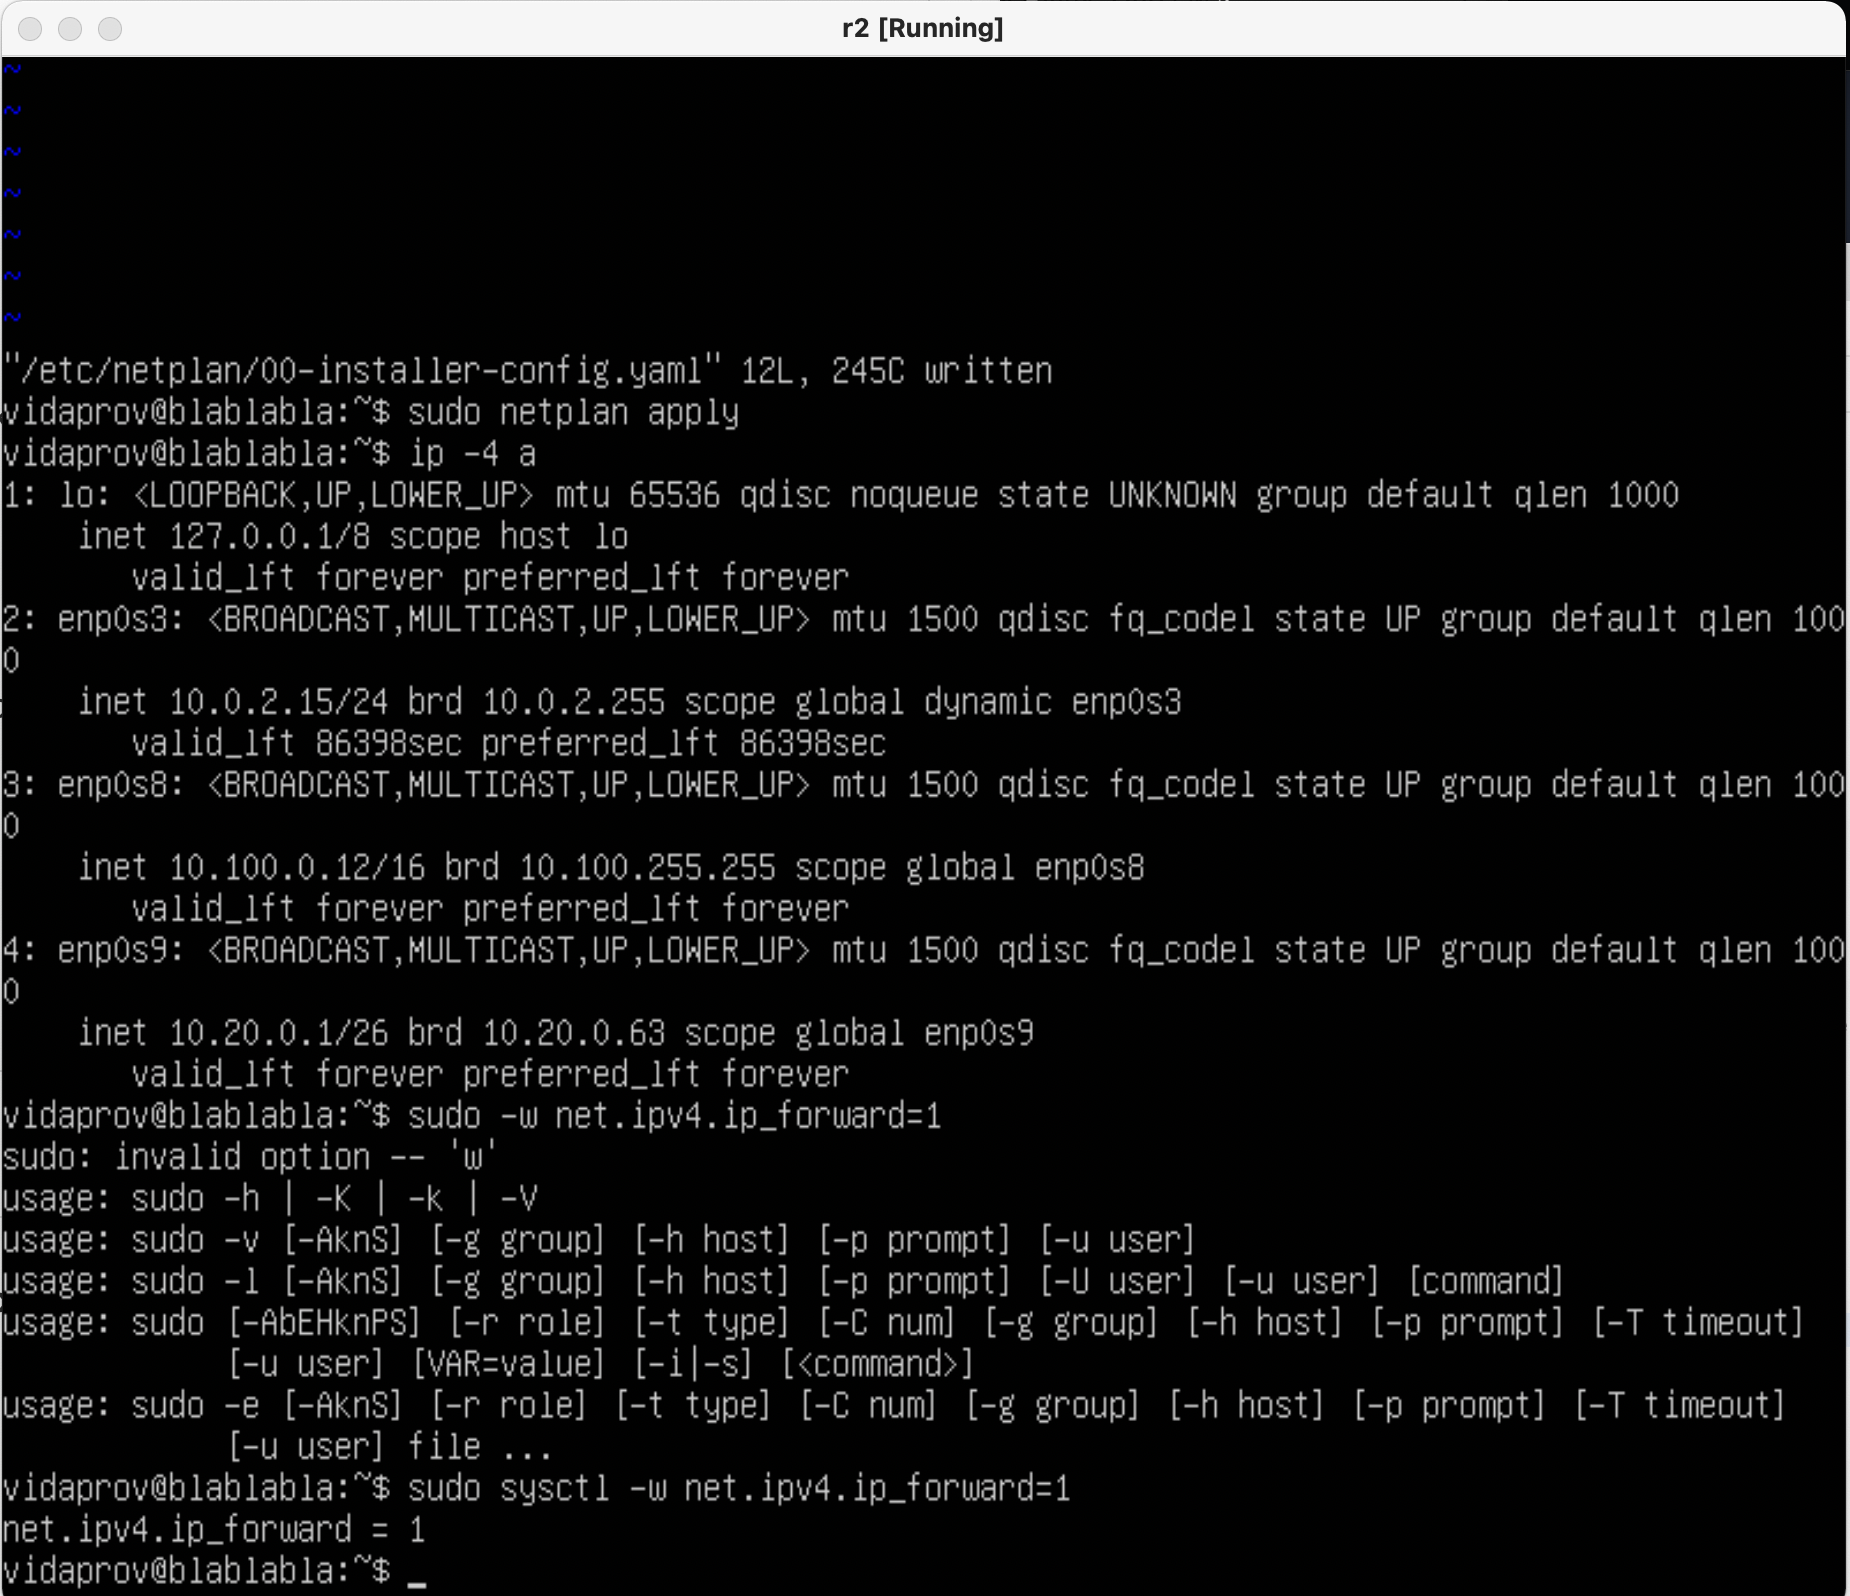 r2 [Running]
~
~
~
~
~
~
~
"/etc/netplan/00-installer-config.yaml" 12L, 245C written
vidaprov@blablabla:~$ sudo netplan apply
vidaprov@blablabla:~$ ip -4 a
1: lo: <LOOPBACK,UP,LOWER_UP> mtu 65536 qdisc noqueue state UNKNOWN group default qlen 1000
    inet 127.0.0.1/8 scope host lo
       valid_lft forever preferred_lft forever
2: enp0s3: <BROADCAST,MULTICAST,UP,LOWER_UP> mtu 1500 qdisc fq_codel state UP group default qlen 100
0
    inet 10.0.2.15/24 brd 10.0.2.255 scope global dynamic enp0s3
       valid_lft 86398sec preferred_lft 86398sec
3: enp0s8: <BROADCAST,MULTICAST,UP,LOWER_UP> mtu 1500 qdisc fq_codel state UP group default qlen 100
0
    inet 10.100.0.12/16 brd 10.100.255.255 scope global enp0s8
       valid_lft forever preferred_lft forever
4: enp0s9: <BROADCAST,MULTICAST,UP,LOWER_UP> mtu 1500 qdisc fq_codel state UP group default qlen 100
0
    inet 10.20.0.1/26 brd 10.20.0.63 scope global enp0s9
       valid_lft forever preferred_lft forever
vidaprov@blablabla:~$ sudo -w net.ipv4.ip_forward=1
sudo: invalid option -- 'w'
usage: sudo -h | -K | -k | -V
usage: sudo -v [-AknS] [-g group] [-h host] [-p prompt] [-u user]
usage: sudo -l [-AknS] [-g group] [-h host] [-p prompt] [-U user] [-u user] [command]
usage: sudo [-AbEHknPS] [-r role] [-t type] [-C num] [-g group] [-h host] [-p prompt] [-T timeout]
            [-u user] [VAR=value] [-i|-s] [<command>]
usage: sudo -e [-AknS] [-r role] [-t type] [-C num] [-g group] [-h host] [-p prompt] [-T timeout]
            [-u user] file ...
vidaprov@blablabla:~$ sudo sysctl -w net.ipv4.ip_forward=1
net.ipv4.ip_forward = 1
vidaprov@blablabla:~$ _